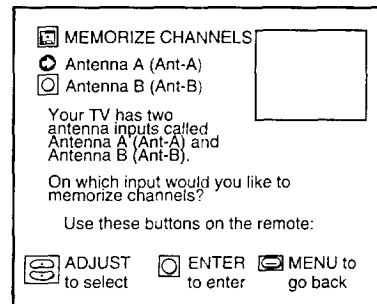 MEMORIZE CHANNELS
Antenna A (Ant-A)
Antenna B (Ant-B)
Your TV has two
antenna inputs called
Antenna A (Ant-A) and
Antenna B (Ant-B).
On which input would you like to
memorize channels?
Use these buttons on the remote:
ADJUST ENTER MENU to
to select to enter go back